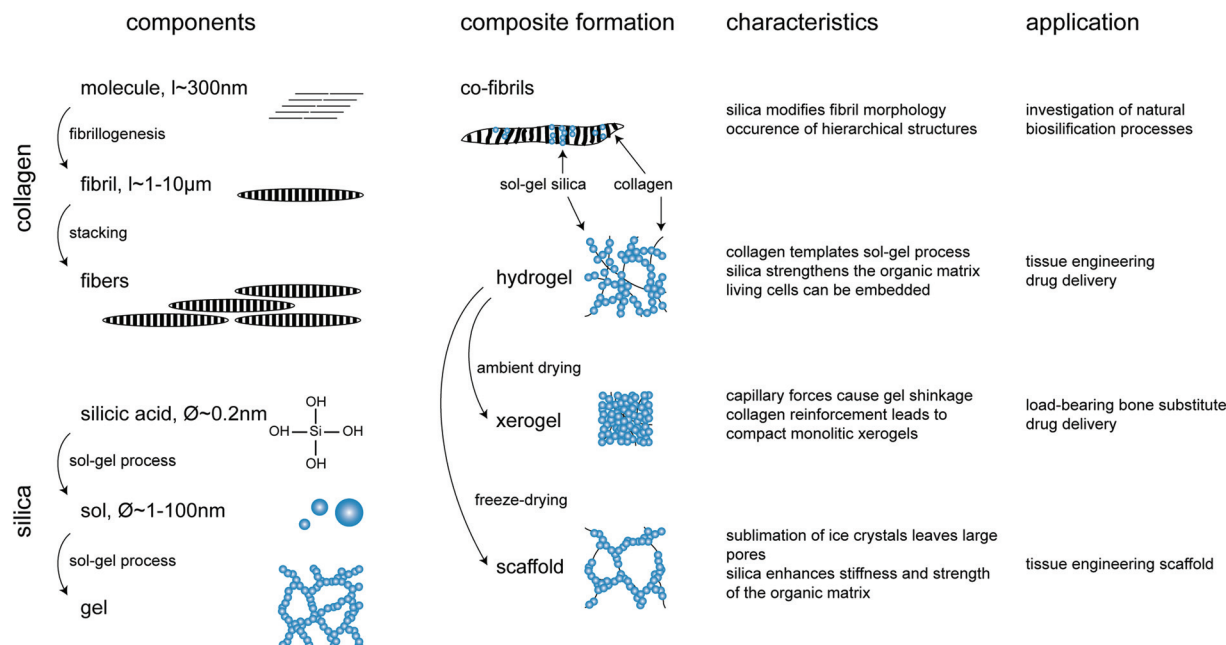 components
composite formation
characteristics
application
collagen
molecule, l~300nm
fibrillogenesis
fibril, l~1-10µm
stacking
fibers
silica
silicic acid, Ø~0.2nm
OH
OH
Si
OH
OH
sol-gel process
sol, Ø~1-100nm
sol-gel process
gel
co-fibrils
sol-gel silica
collagen
silica modifies fibril morphology
occurence of hierarchical structures
investigation of natural
biosilification processes
hydrogel
collagen templates sol-gel process
silica strengthens the organic matrix
living cells can be embedded
tissue engineering
drug delivery
ambient drying
xerogel
capillary forces cause gel shinkage
collagen reinforcement leads to
compact monolitic xerogels
load-bearing bone substitute
drug delivery
freeze-drying
scaffold
sublimation of ice crystals leaves large
pores
silica enhances stiffness and strength
of the organic matrix
tissue engineering scaffold